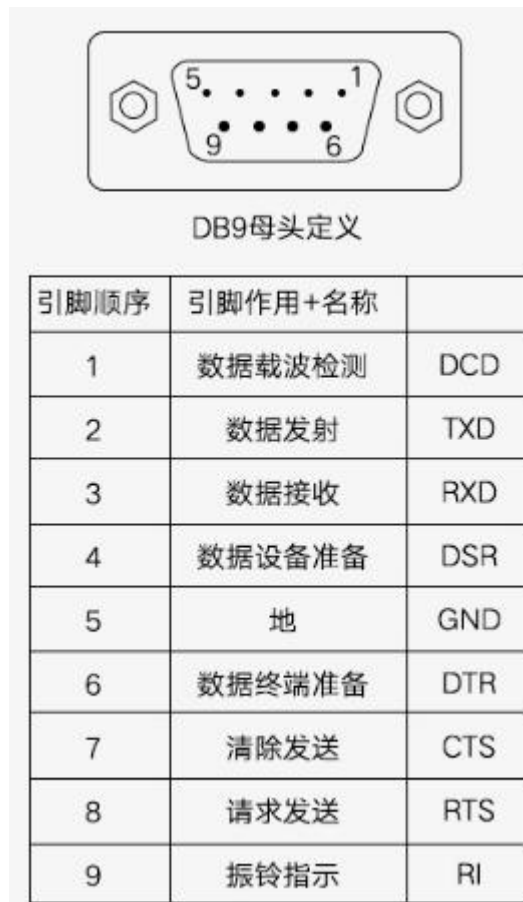 5 1
9 6
DB9母头定义
引脚顺序 引脚作用+名称
1 数据载波检测 DCD
2 数据发射 TXD
3 数据接收 RXD
4 数据设备准备 DSR
5 地 GND
6 数据终端准备 DTR
7 清除发送 CTS
8 请求发送 RTS
9 振铃指示 RI